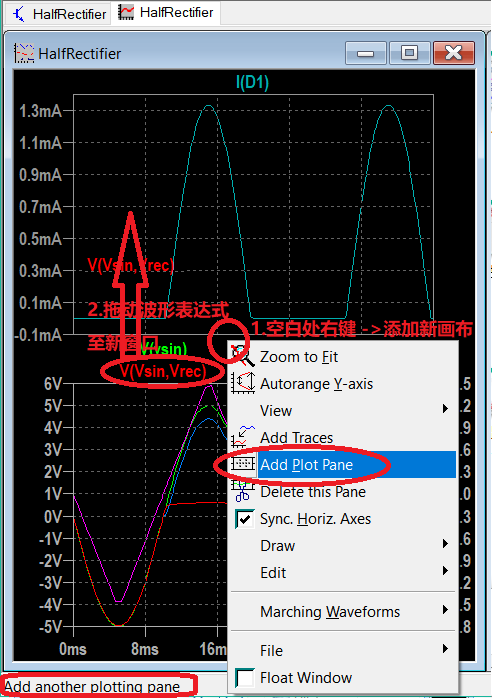 HalfRectifier
HalfRectifier
HalfRectifier
I(D1)
1.3mA
1.1mA
0.9mA
0.7mA
0.5mA
0.3mA
0.1mA
-0.1mA
V(Vsin,Vrec)
2.拖动波形表达式
至新窗口
1.空白处右键 ->添加新画布
V(vsin)
V(Vsin,Vrec)
6V
5V
4V
3V
2V
1V
0V
-1V
-2V
-3V
-4V
-5V
0ms
8ms
16m
.5
.2
.9
.6
.3
.0
.3
.6
.9
.2
.5
.8
Zoom to Fit
Autorange Y-axis
View
Add Traces
Add Plot Pane
Delete this Pane
Sync. Horiz. Axes
Draw
Edit
Marching Waveforms
File
Float Window
Add another plotting pane